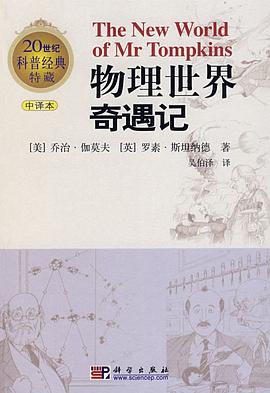 The New World
of Mr Tompkins
20世纪
科普经典
特藏
中译本
物理世界
奇遇记
[美] 乔治·伽莫夫 [英] 罗素·斯坦纳德 著
吴伯泽 译
科学出版社
www.sciencep.com